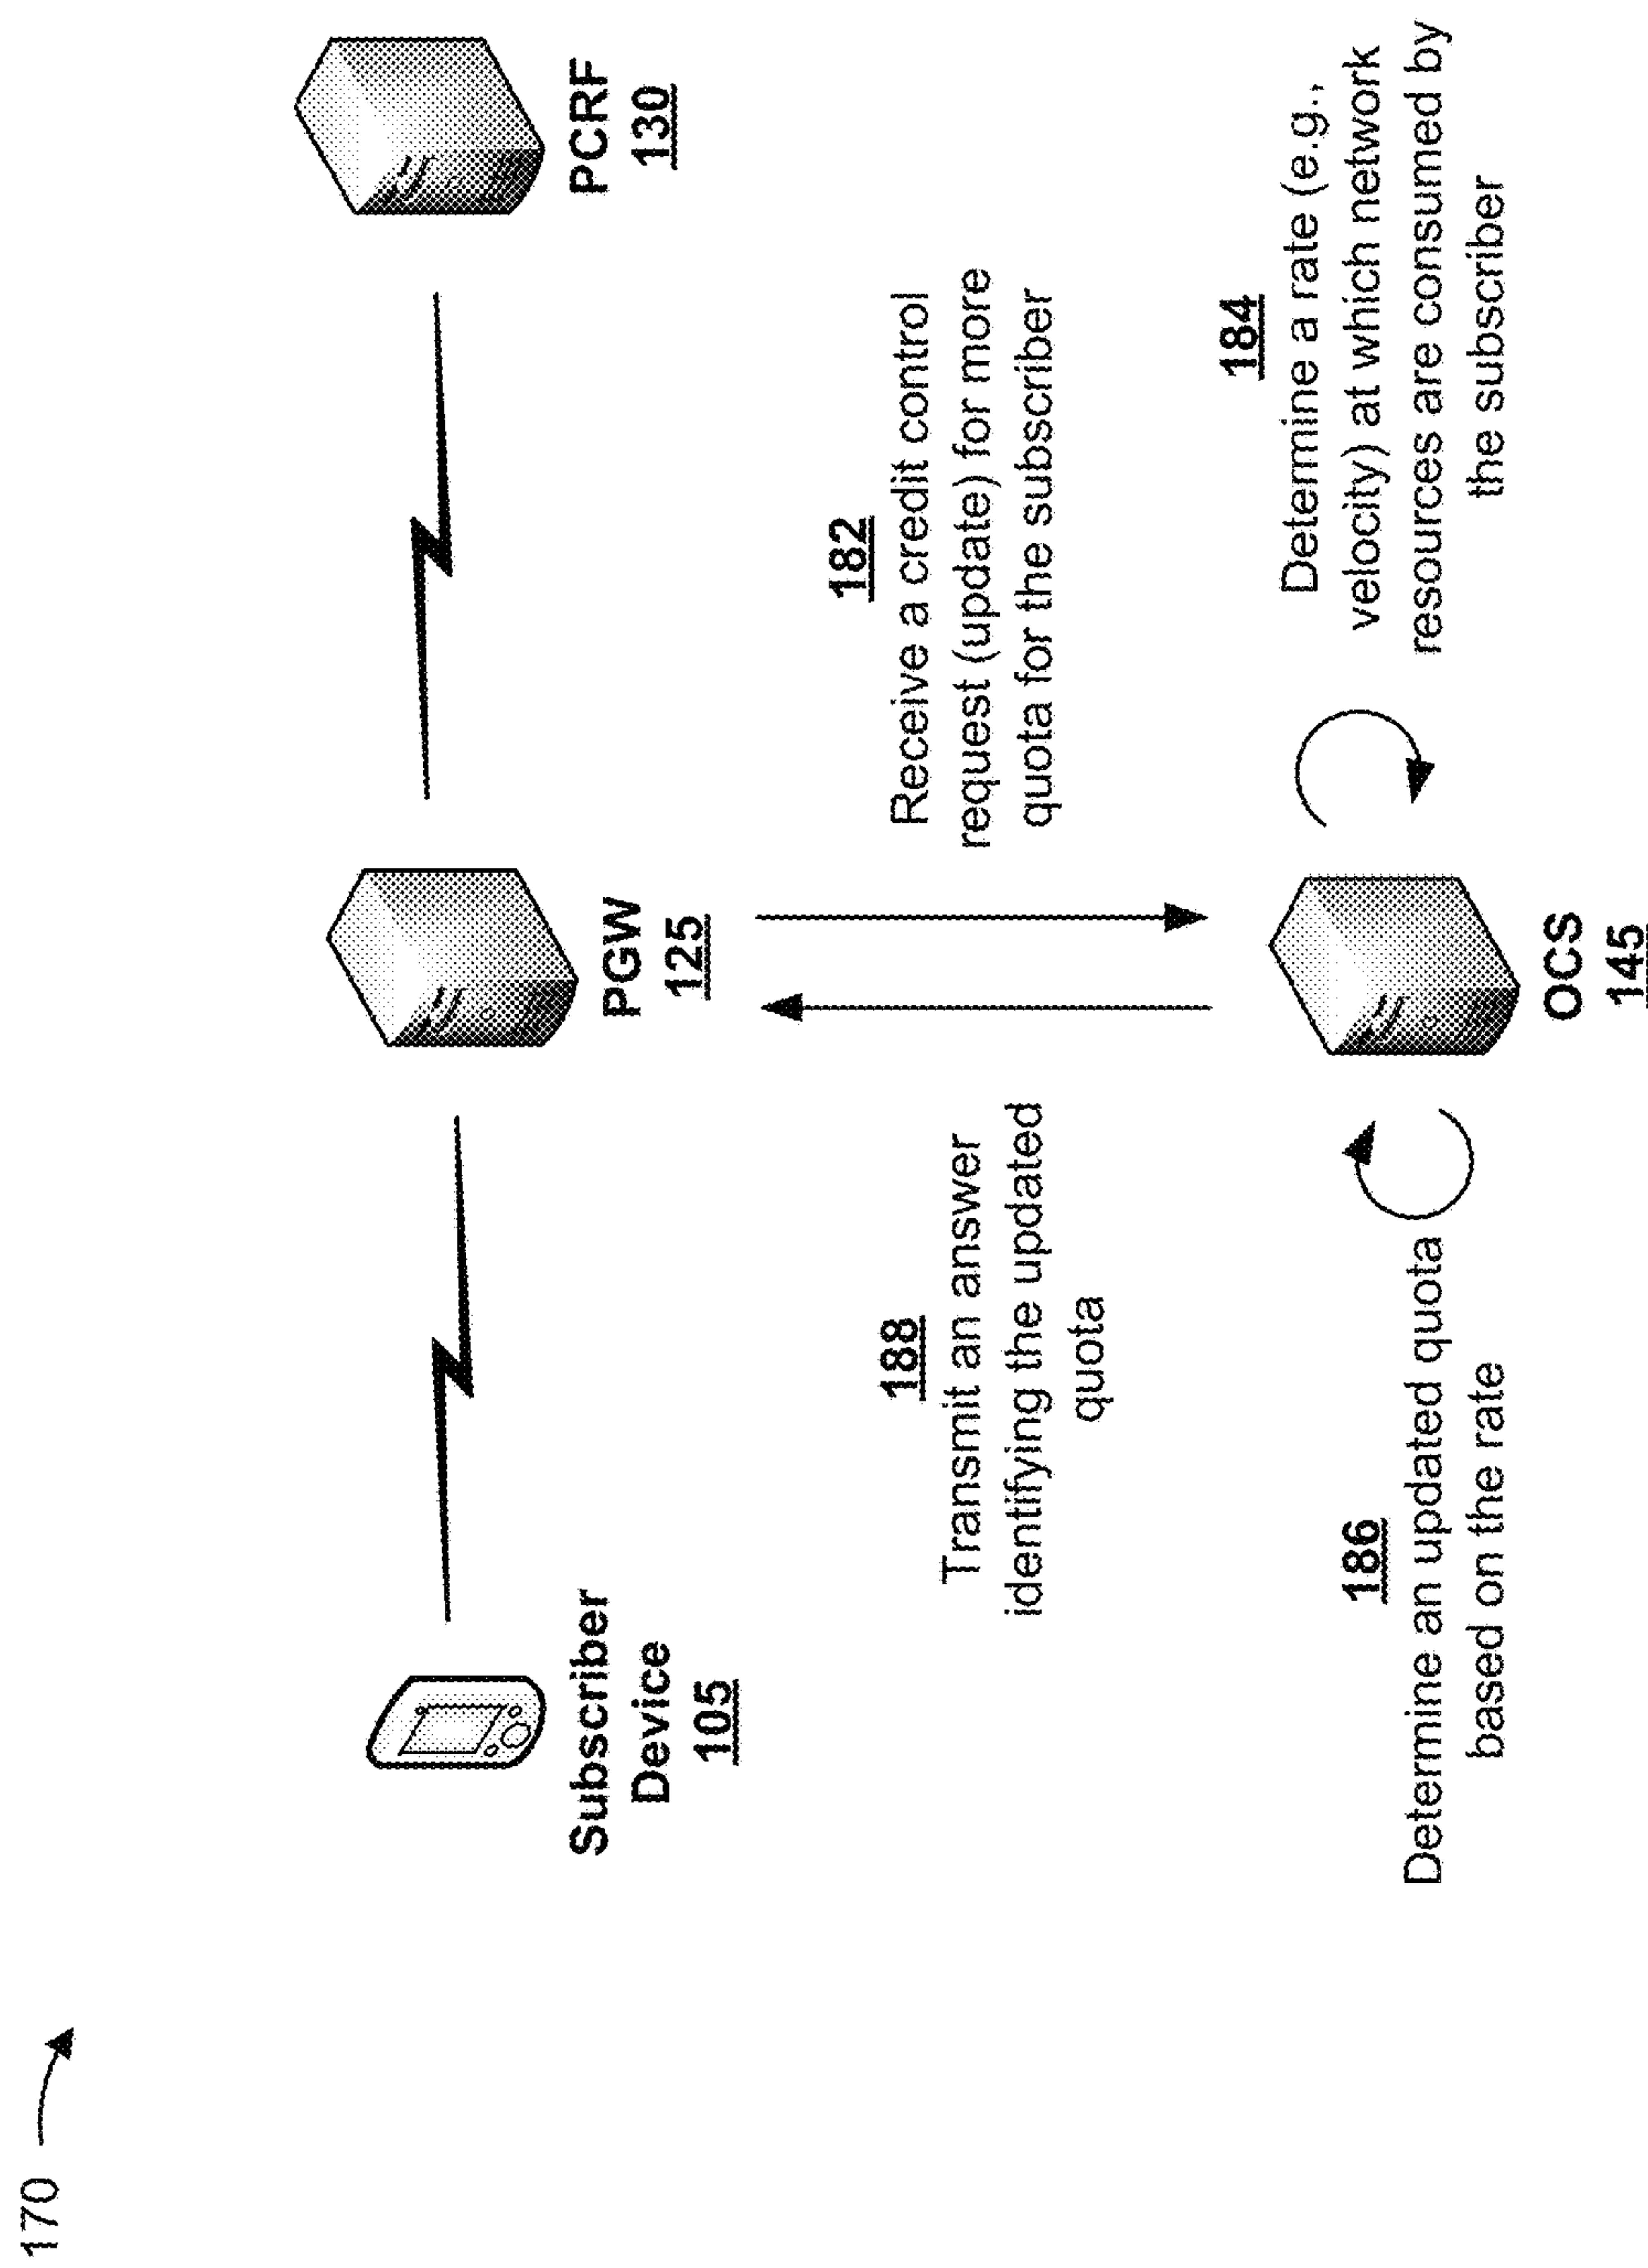 170
Subscriber
Device
105
PGW
125
PCRF
130
182
Receive a credit control
request (update) for more
quota for the subscriber
188
Transmit an answer
identifying the updated
quota
184
Determine a rate (e.g.,
velocity) at which network
resources are consumed by
the subscriber
186
Determine an updated quota
based on the rate
OCS
145